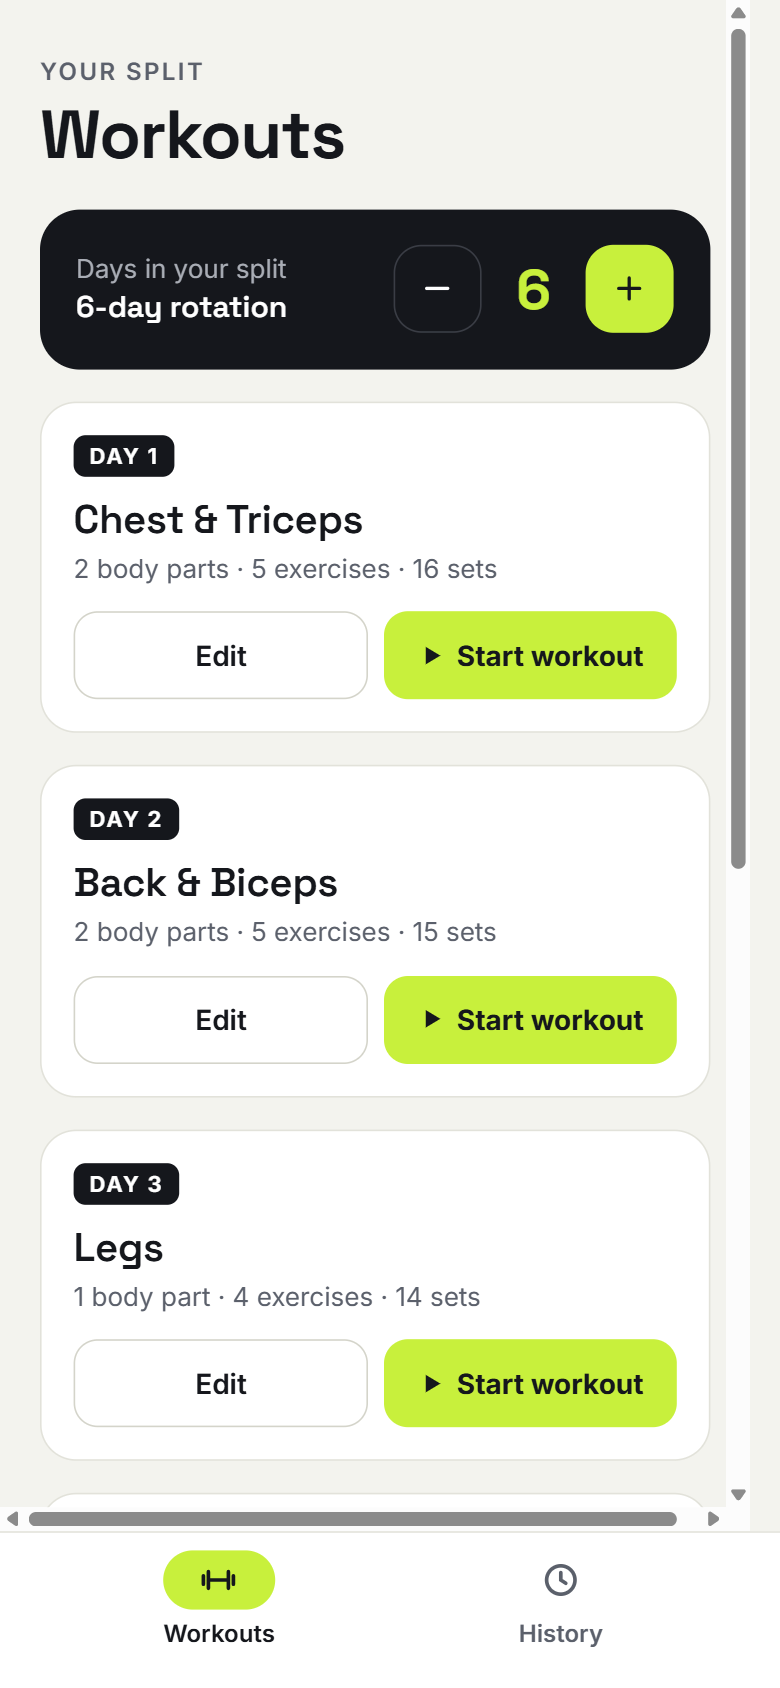 YOUR SPLIT
Workouts
Days in your split
6-day rotation
6
DAY 1
Chest & Triceps
2 body parts · 5 exercises · 16 sets
Edit
Start workout
DAY 2
Back & Biceps
2 body parts · 5 exercises · 15 sets
Edit
Start workout
DAY 3
Legs
1 body part · 4 exercises · 14 sets
Edit
Start workout
Workouts
History